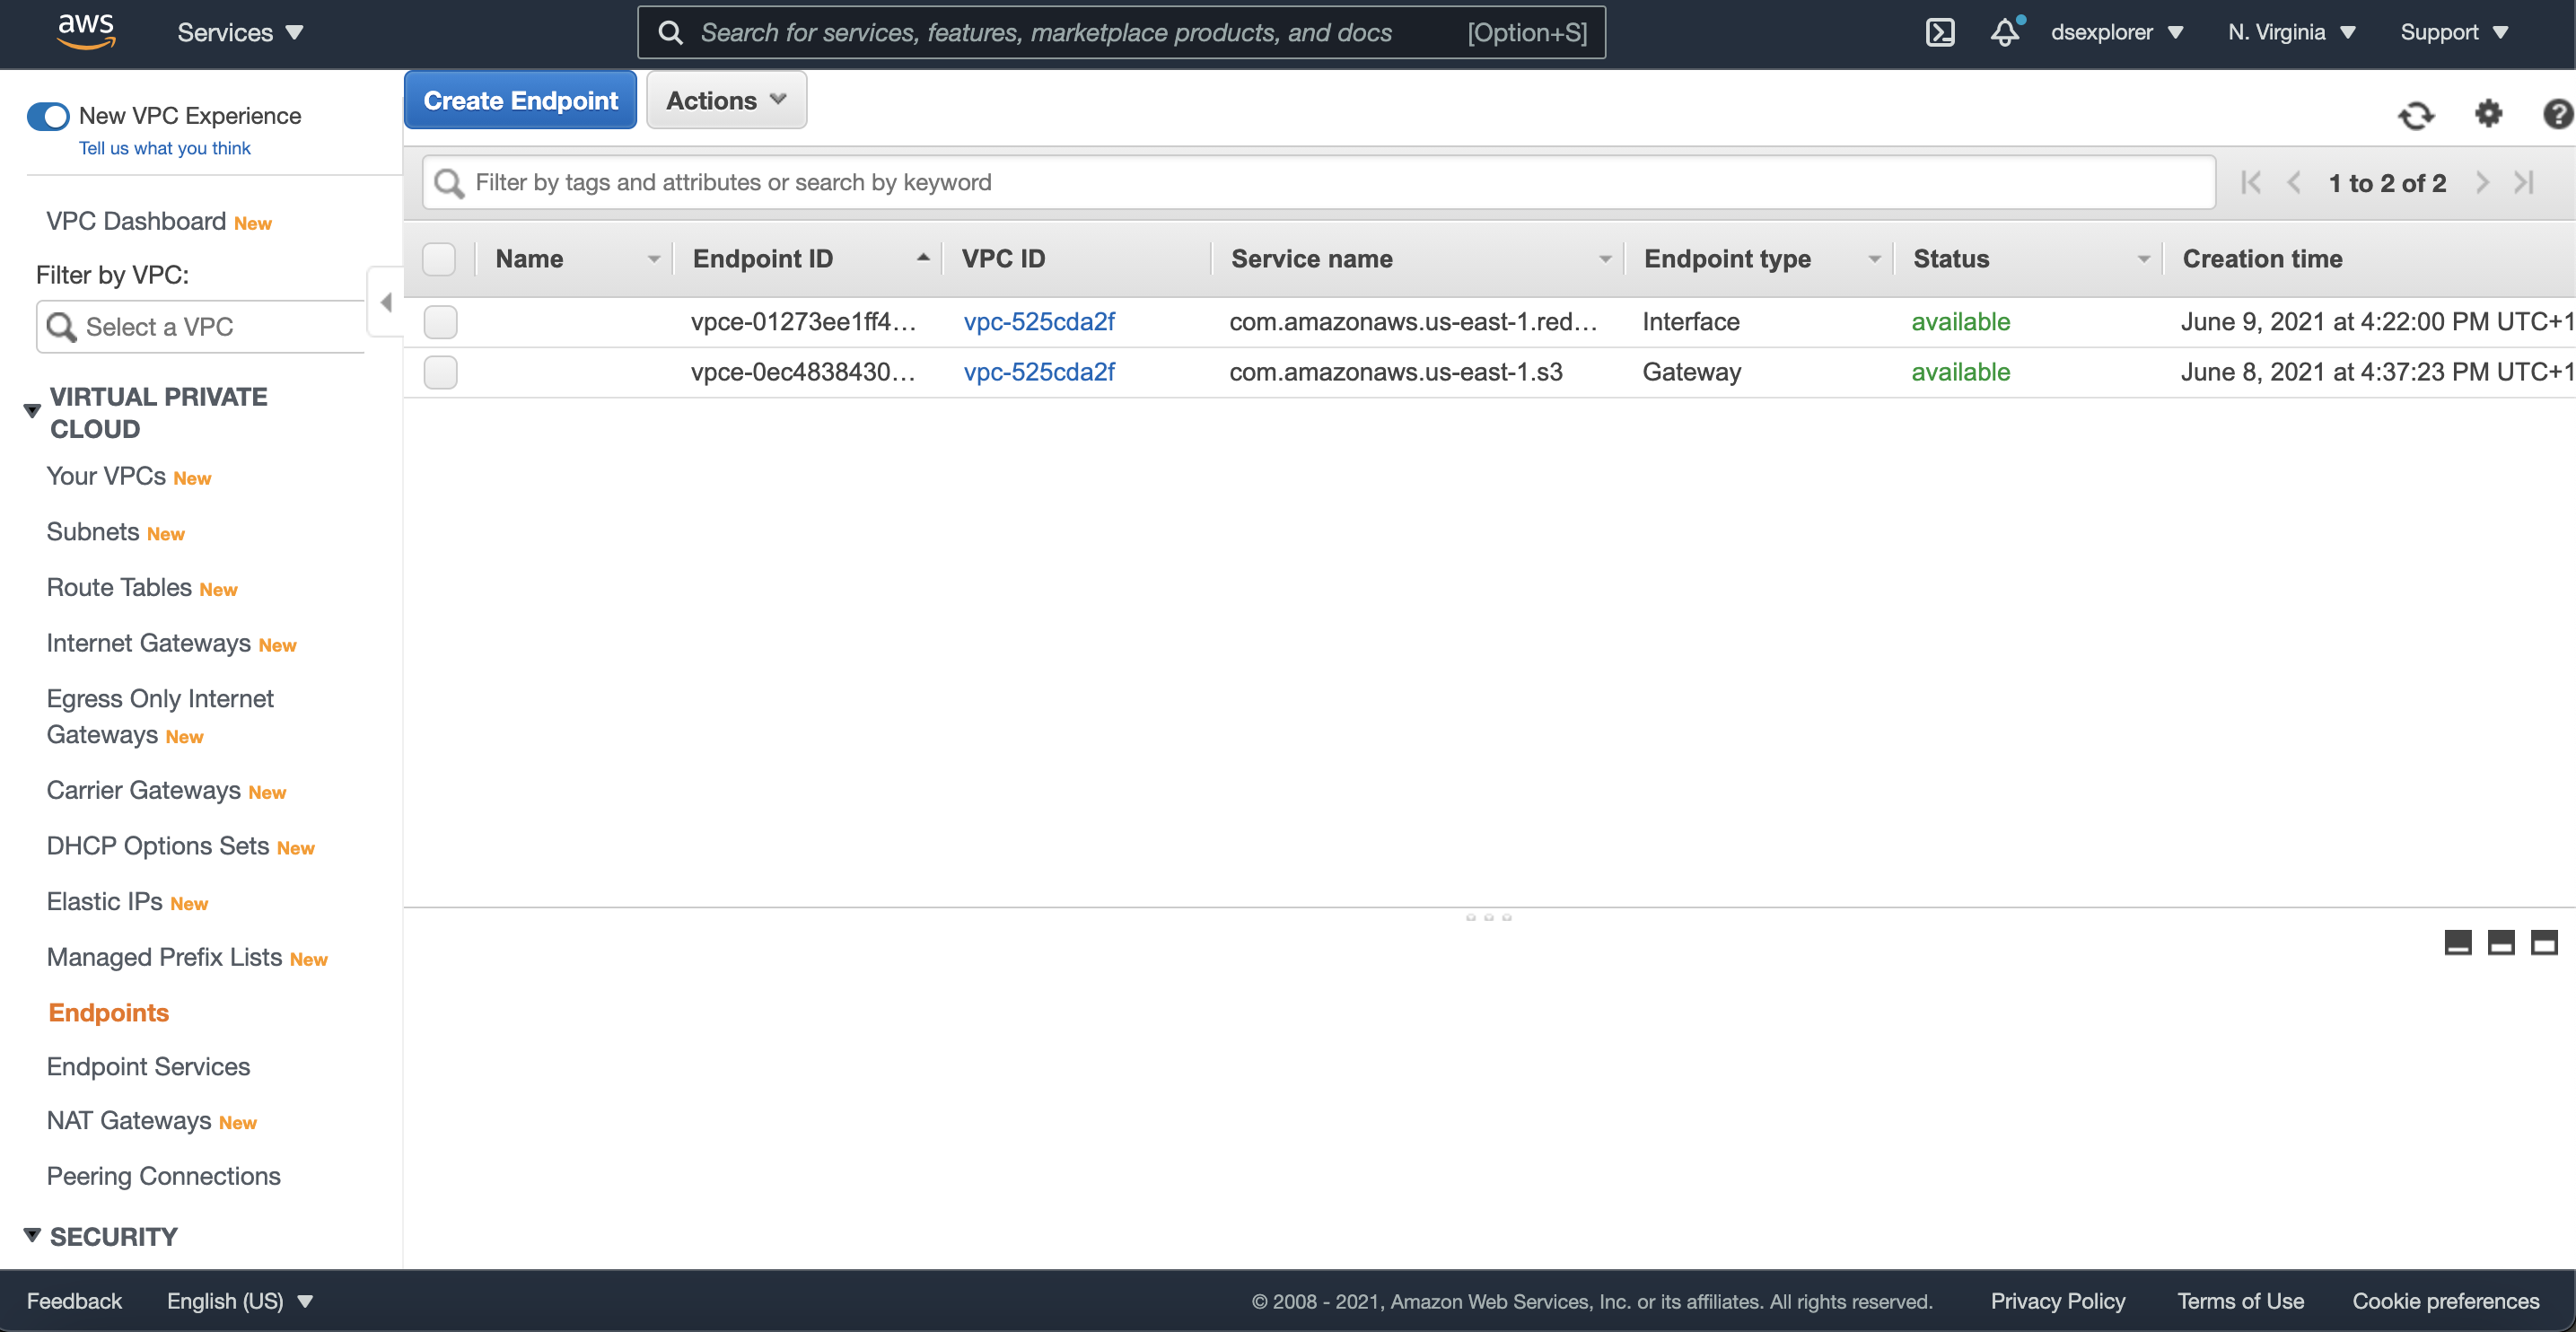 aws Services Search for services, features, marketplace products, and docs [Option+S] dsexplorer N. Virginia Support
New VPC Experience
Tell us what you think
VPC Dashboard New
Filter by VPC:
Select a VPC
VIRTUAL PRIVATE
CLOUD
Your VPCs New
Subnets New
Route Tables New
Internet Gateways New
Egress Only Internet
Gateways New
Carrier Gateways New
DHCP Options Sets New
Elastic IPs New
Managed Prefix Lists New
Endpoints
Endpoint Services
NAT Gateways New
Peering Connections
SECURITY
Create Endpoint Actions
Filter by tags and attributes or search by keyword 1 to 2 of 2
Name Endpoint ID VPC ID Service name Endpoint type Status Creation time
vpce-01273ee1ff4... vpc-525cda2f com.amazonaws.us-east-1.red... Interface available June 9, 2021 at 4:22:00 PM UTC+1
vpce-0ec4838430... vpc-525cda2f com.amazonaws.us-east-1.s3 Gateway available June 8, 2021 at 4:37:23 PM UTC+1
Feedback English (US) © 2008 - 2021, Amazon Web Services, Inc. or its affiliates. All rights reserved. Privacy Policy Terms of Use Cookie preferences